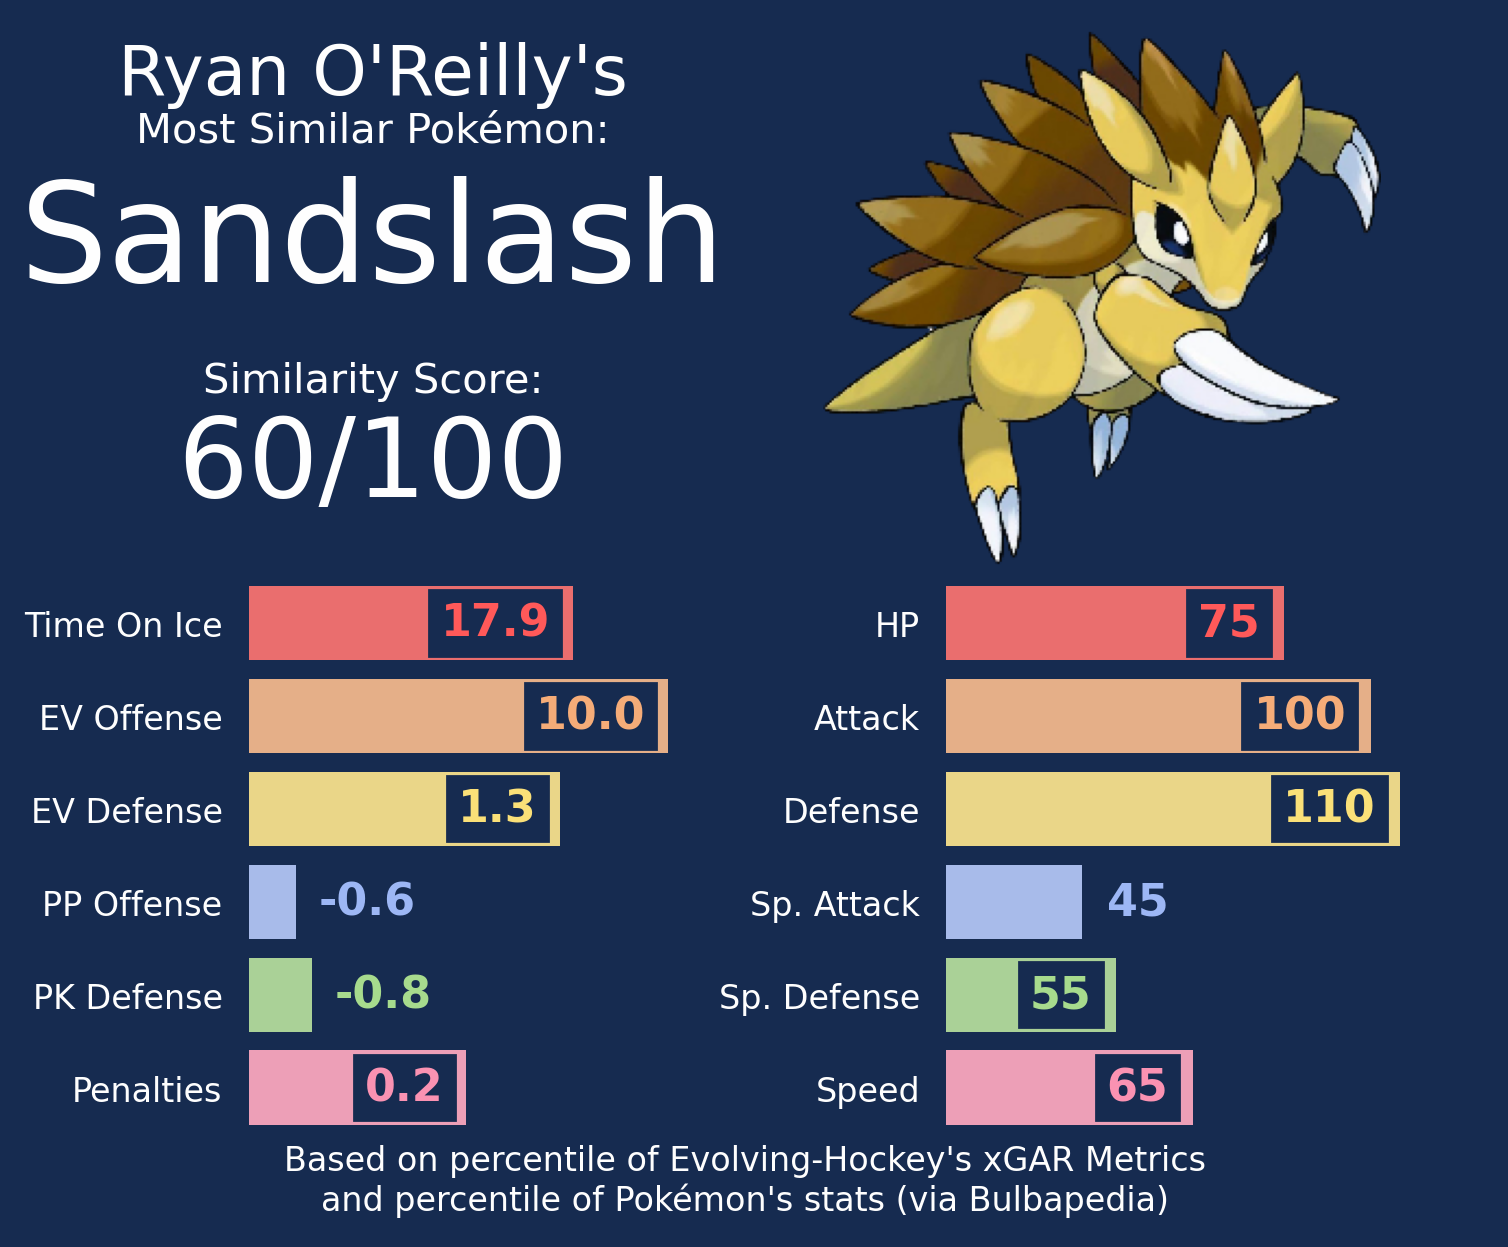 Ryan O'Reilly's
Most Similar Pokémon:
Sandslash
Similarity Score:
60/100
Time On Ice 17.9
EV Offense 10.0
EV Defense 1.3
PP Offense -0.6
PK Defense -0.8
Penalties 0.2
HP 75
Attack 100
Defense 110
Sp. Attack 45
Sp. Defense 55
Speed 65
Based on percentile of Evolving-Hockey's xGAR Metrics
and percentile of Pokémon's stats (via Bulbapedia)